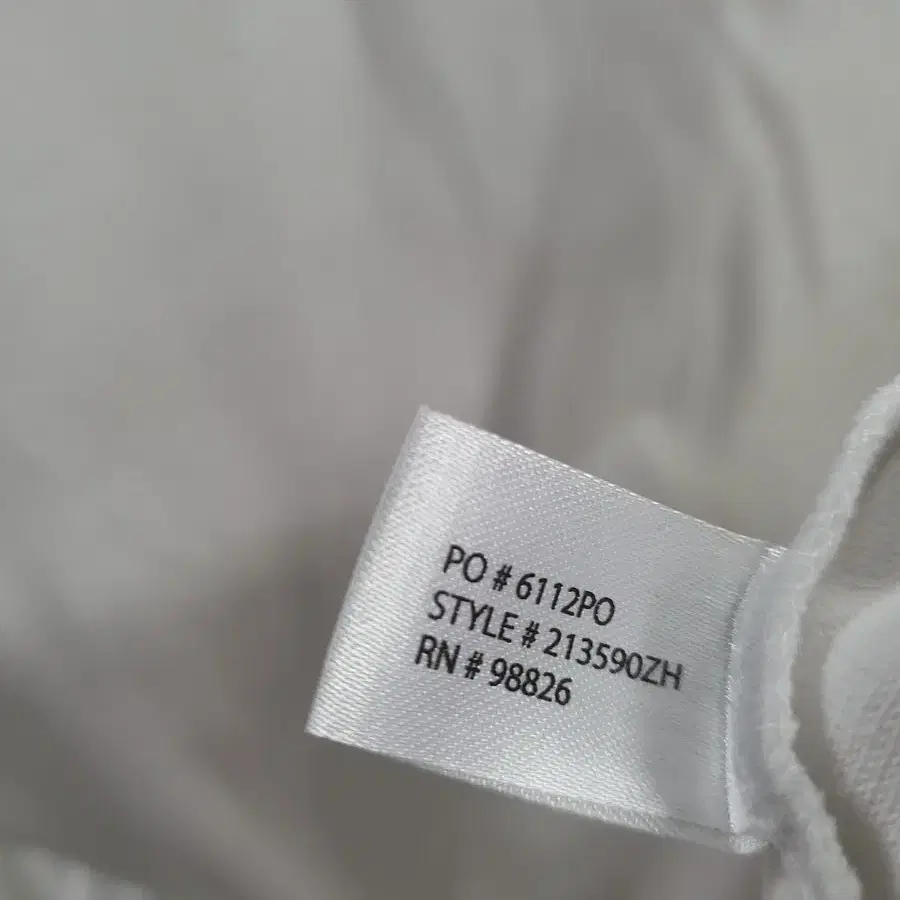 PO # 6112PO
STYLE # 213590ZH
RN # 98826